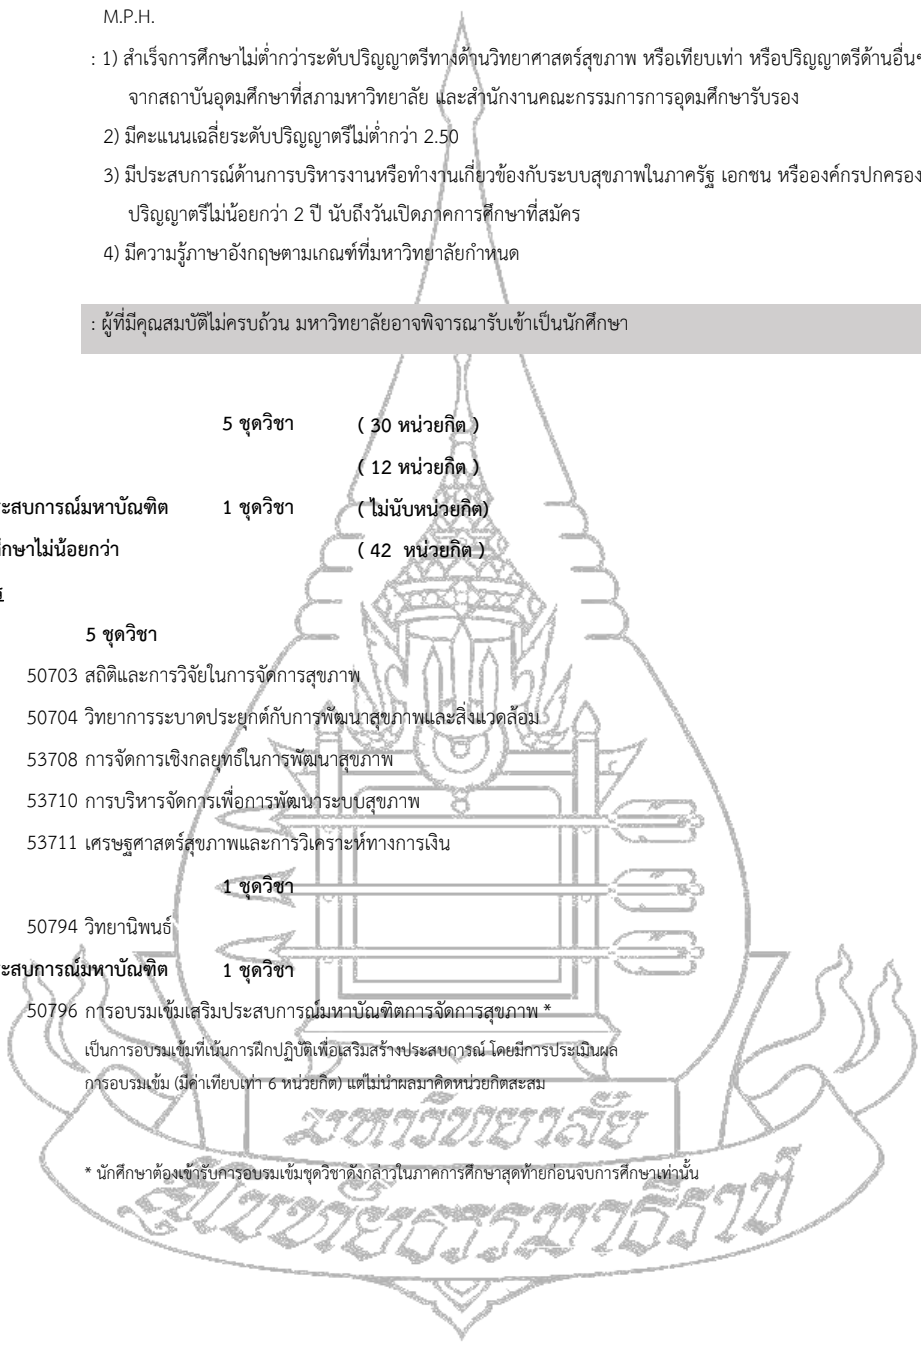 M.P.H.
: 1) สำเร็จการศึกษาไม่ต่ำกว่าระดับปริญญาตรีทางด้านวิทยาศาสตร์สุขภาพ หรือเทียบเท่า หรือปริญญาตรีด้านอื่นๆ
จากสถาบันอุดมศึกษาที่สภามหาวิทยาลัย และสำนักงานคณะกรรมการการอุดมศึกษารับรอง
2) มีคะแนนเฉลี่ยระดับปริญญาตรีไม่ต่ำกว่า 2.50
3) มีประสบการณ์ด้านการบริหารงานหรือทำงานเกี่ยวข้องกับระบบสุขภาพในภาครัฐ เอกชน หรือองค์กรปกครอง
ปริญญาตรีไม่น้อยกว่า 2 ปี นับถึงวันเปิดภาคการศึกษาที่สมัคร
4) มีความรู้ภาษาอังกฤษตามเกณฑ์ที่มหาวิทยาลัยกำหนด
: ผู้ที่มีคุณสมบัติไม่ครบถ้วน มหาวิทยาลัยอาจพิจารณารับเข้าเป็นนักศึกษา
5 ชุดวิชา ( 30 หน่วยกิต )
( 12 หน่วยกิต )
ระสบการณ์มหาบัณฑิต 1 ชุดวิชา ( ไม่นับหน่วยกิต)
ศึกษาไม่น้อยกว่า ( 42 หน่วยกิต )
ร
5 ชุดวิชา
50703 สถิติและการวิจัยในการจัดการสุขภาพ
50704 วิทยาการระบาดประยุกต์กับการพัฒนาสุขภาพและสิ่งแวดล้อม
53708 การจัดการเชิงกลยุทธ์ในการพัฒนาสุขภาพ
53710 การบริหารจัดการเพื่อการพัฒนาระบบสุขภาพ
53711 เศรษฐศาสตร์สุขภาพและการวิเคราะห์ทางการเงิน
1 ชุดวิชา
50794 วิทยานิพนธ์
ระสบการณ์มหาบัณฑิต 1 ชุดวิชา
50796 การอบรมเข้มเสริมประสบการณ์มหาบัณฑิตการจัดการสุขภาพ *
เป็นการอบรมเข้มที่เน้นการฝึกปฏิบัติเพื่อเสริมสร้างประสบการณ์ โดยมีการประเมินผล
การอบรมเข้ม (มีค่าเทียบเท่า 6 หน่วยกิต) แต่ไม่นำผลมาคิดหน่วยกิตสะสม
มหาวิทยาลัย
* นักศึกษาต้องเข้ารับการอบรมเข้มชุดวิชาดังกล่าวในภาคการศึกษาสุดท้ายก่อนจบการศึกษาเท่านั้น
สุโขทัยธรรมาธิราช